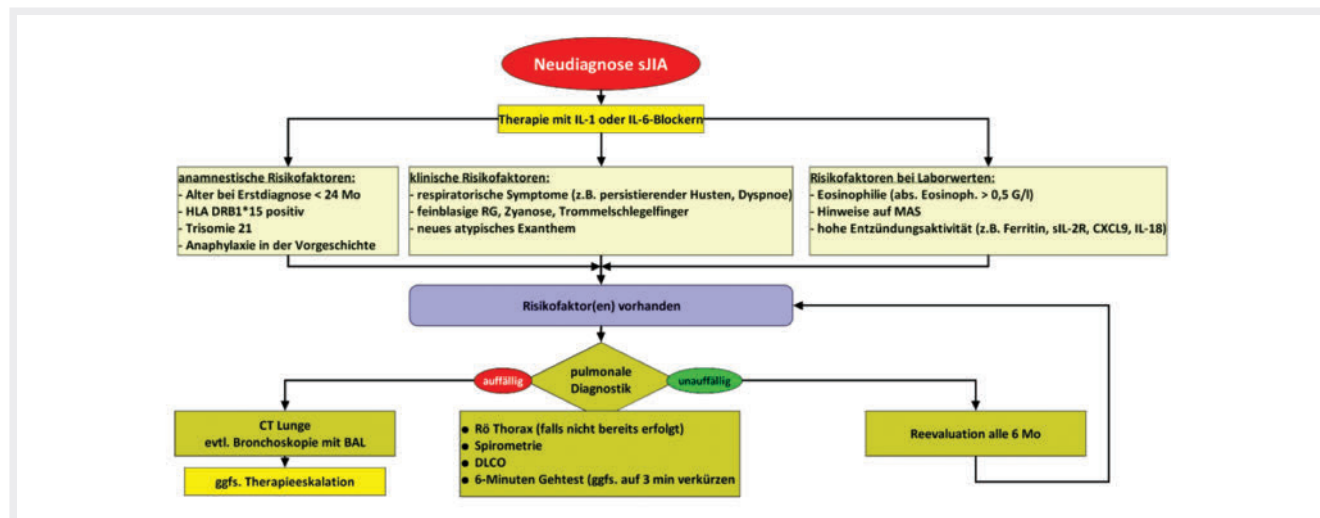 Neudiagnose sJIA
Therapie mit IL-1 oder IL-6-Blockern
anamnestische Risikofaktoren:
- Alter bei Erstdiagnose < 24 Mo
- HLA DRB1*15 positiv
- Trisomie 21
- Anaphylaxie in der Vorgeschichte
klinische Risikofaktoren:
- respiratorische Symptome (z.B. persistierender Husten, Dyspnoe)
- feinblasige RG, Zyanose, Trommelschlegelfinger
- neues atypisches Exanthem
Risikofaktoren bei Laborwerten:
- Eosinophilie (abs. Eosinoph. > 0,5 G/l)
- Hinweise auf MAS
- hohe Entzündungsaktivität (z.B. Ferritin, sIL-2R, CXCL9, IL-18)
Risikofaktor(en) vorhanden
auffällig
pulmonale
Diagnostik
unauffällig
CT Lunge
evtl. Bronchoskopie mit BAL
ggfs. Therapieeskalation
● Rö Thorax (falls nicht bereits erfolgt)
● Spirometrie
● DLCO
● 6-Minuten Gehtest (ggfs. auf 3 min verkürzen
Reevaluation alle 6 Mo